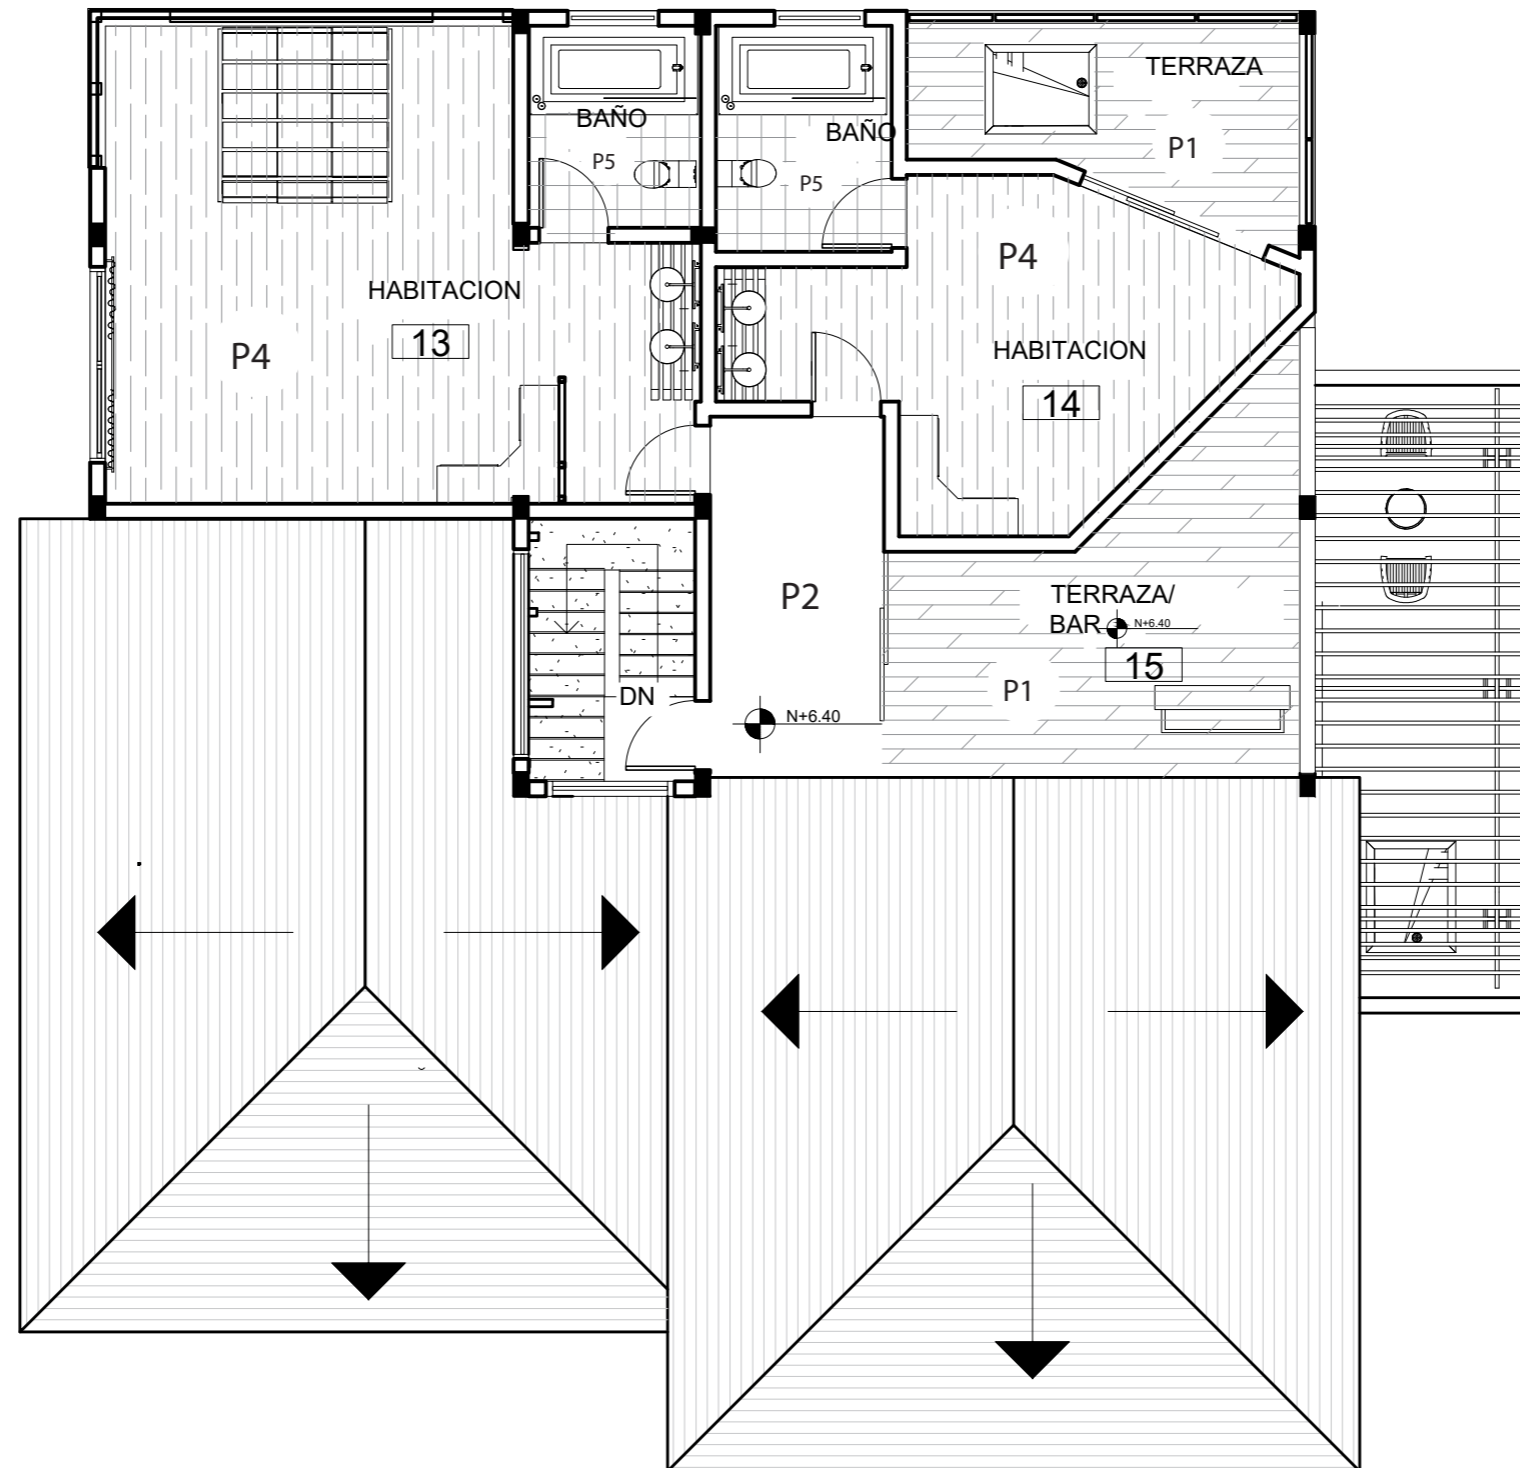 TERRAZA
P1
BAÑO
P5
BAÑO
P5
P4
HABITACION
13
P4
HABITACION
14
P2
TERRAZA/
BAR
N+6.40
15
P1
DN
N+6.40